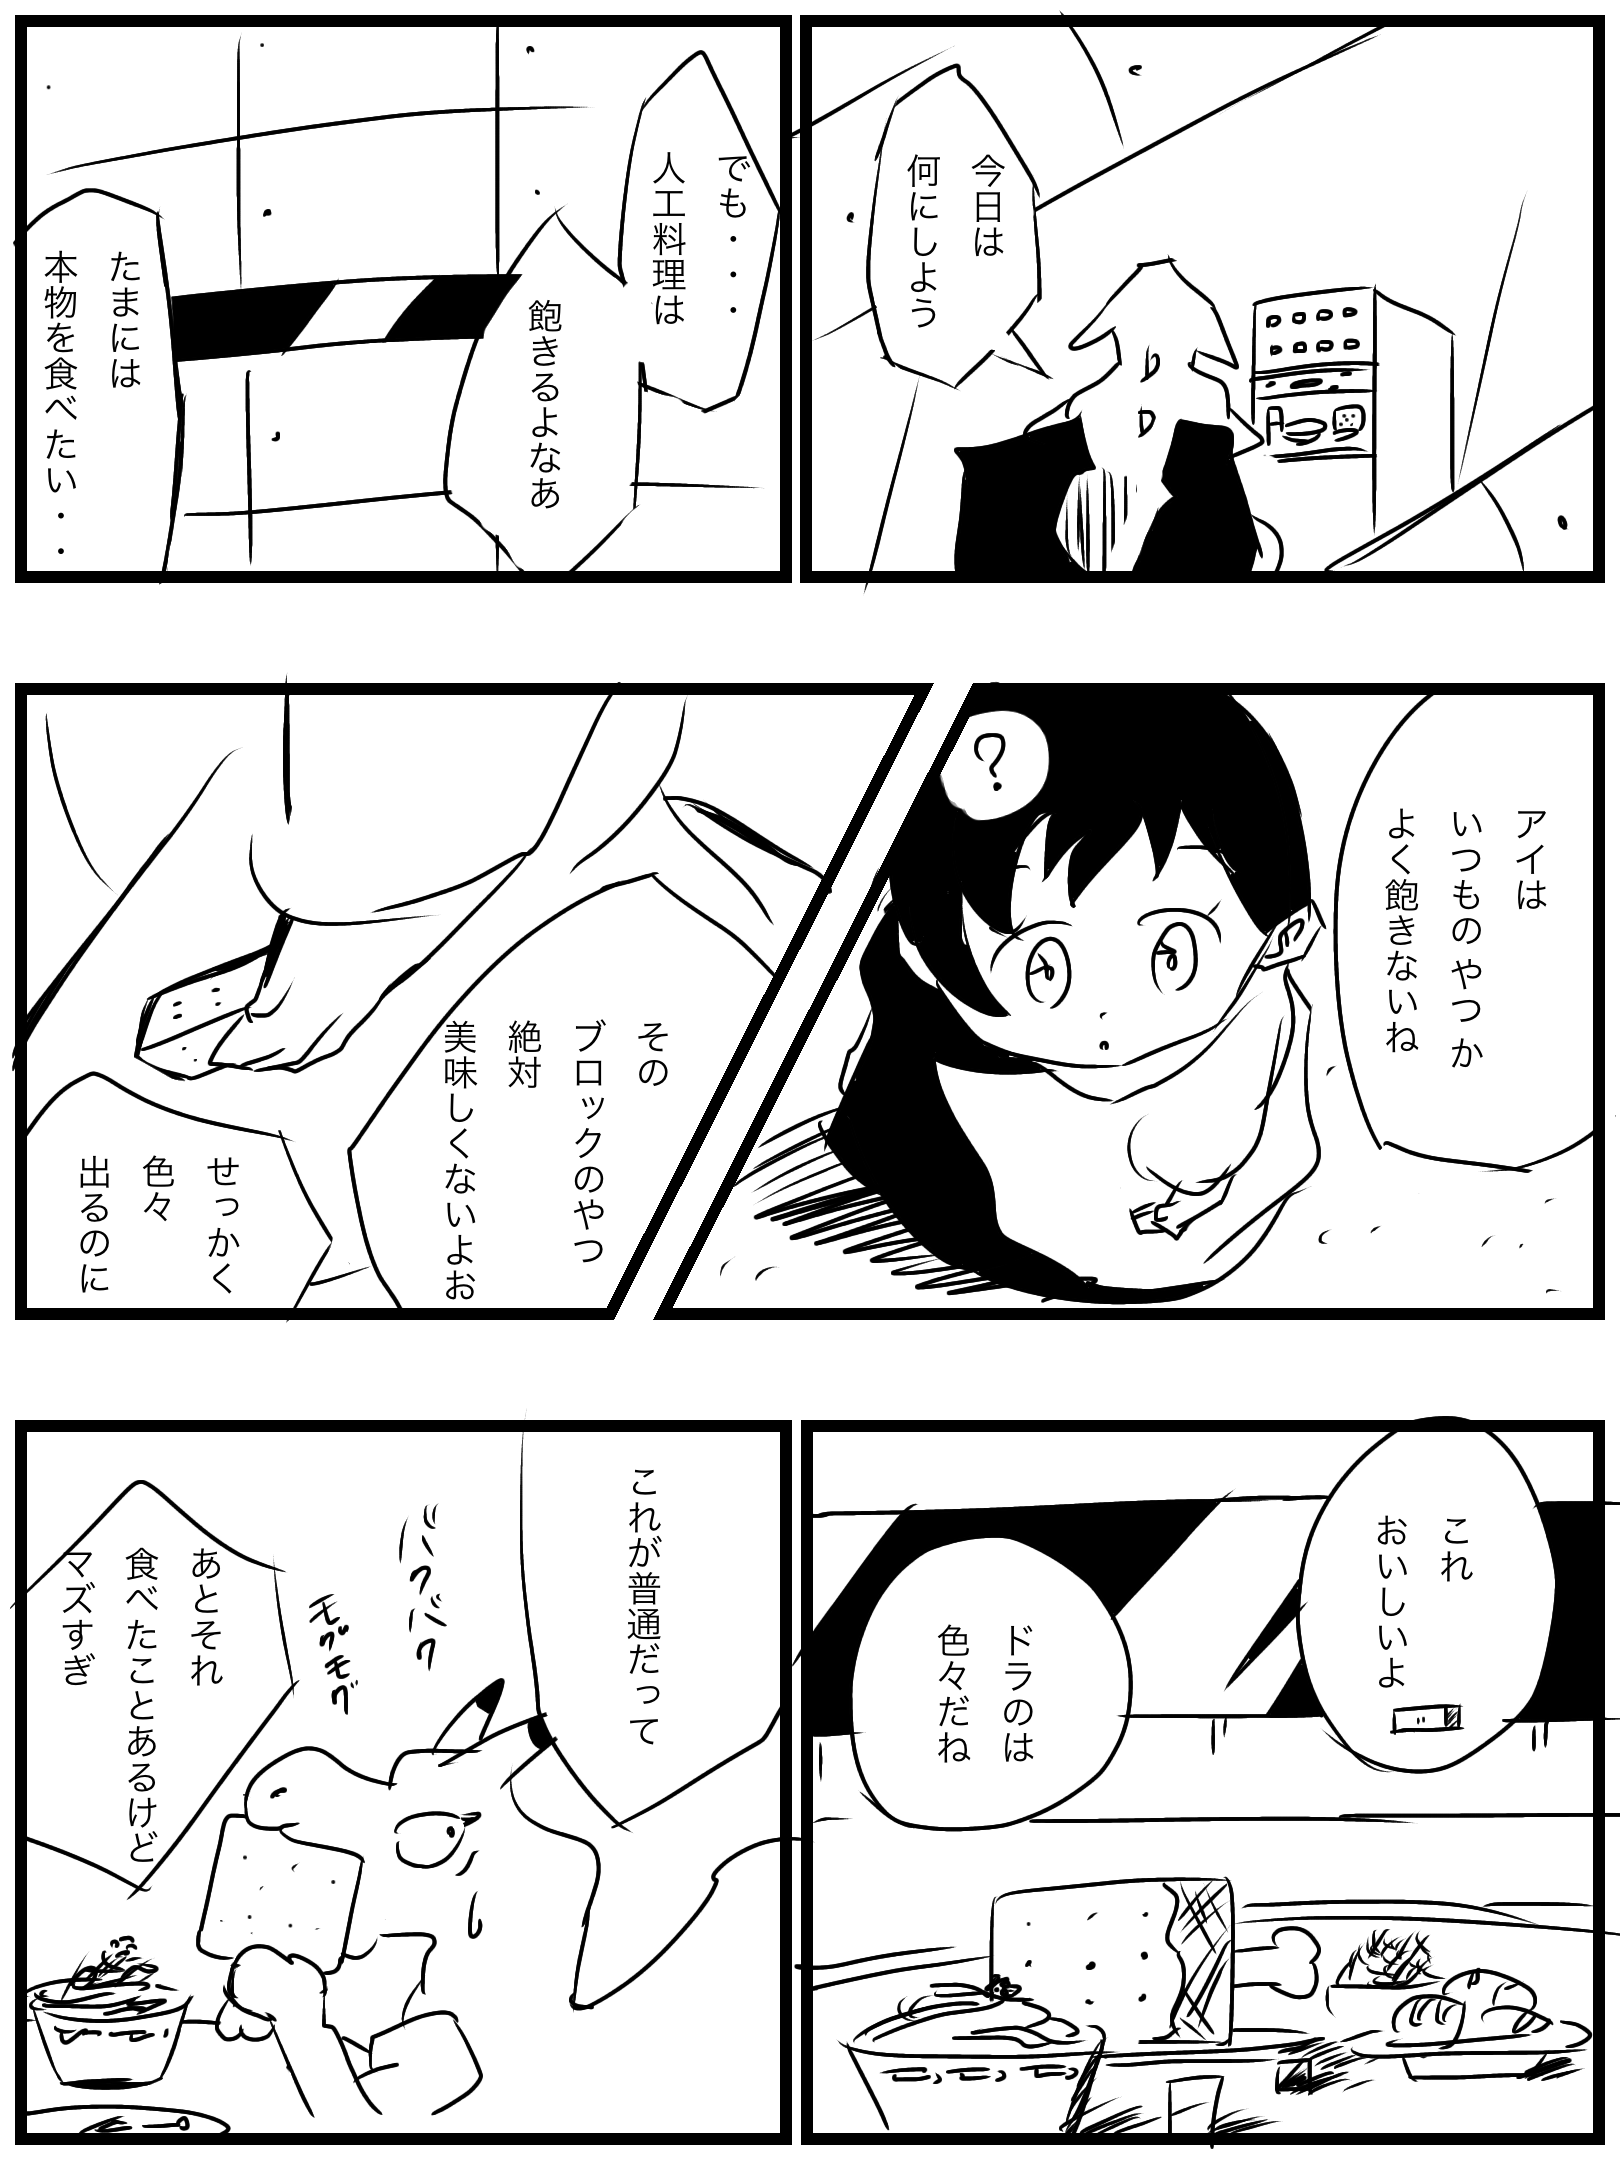 今日は
何にしよう
でも・・・
人工料理は
飽きるよなあ
たまには
本物を食べたい・・
アイは
いつものやつか
よく飽きないね
?
その
ブロックのやつ
絶対
美味しくないよお
せっかく
色々
出るのに
これ
おいしいよ
ドラのは
色々だね
これが普通だって
バクバク
モグモグ
あとそれ
食べたことあるけど
マズすぎ